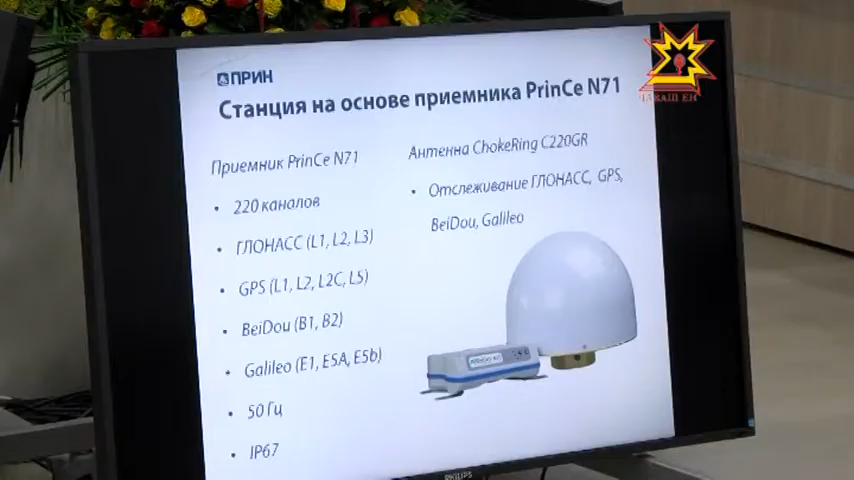 ПРИН
ЧĂВАШ ЕН
Станция на основе приемника PrinCe N71
Приемник PrinCe N71
• 220 каналов
• ГЛОНАСС (L1, L2, L3)
• GPS (L1, L2, L2C, L5)
• BeiDou (B1, B2)
• Galileo (E1, E5A, E5b)
• 50 Гц
• IP67
Антенна ChokeRing C220GR
• Отслеживание ГЛОНАСС, GPS,
BeiDou, Galileo
PHILIPS